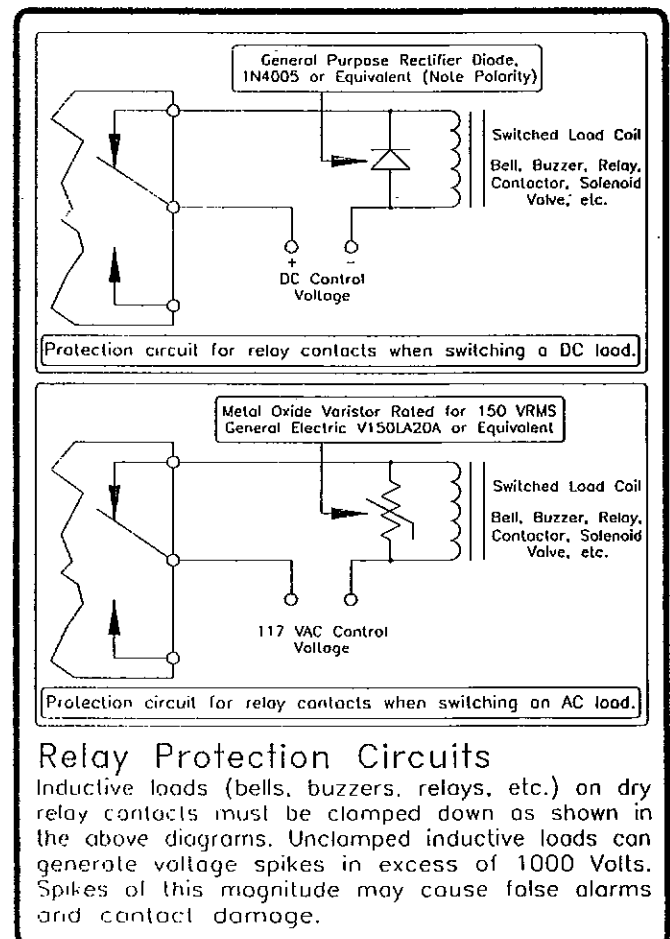 General Purpose Rectifier Diode,
1N4005 or Equivalent (Note Polarity)
Switched Load Coil
Bell, Buzzer, Relay,
Contactor, Solenoid
Valve, etc.
+ -
DC Control
Voltage
Protection circuit for relay contacts when switching a DC load.
Metal Oxide Varistor Rated for 150 VRMS
General Electric V150LA20A or Equivalent
Switched Load Coil
Bell, Buzzer, Relay,
Contactor, Solenoid
Valve, etc.
117 VAC Control
Voltage
Protection circuit for relay contacts when switching an AC load.
Relay Protection Circuits
Inductive loads (bells, buzzers, relays, etc.) on dry
relay contacts must be clamped down as shown in
the above diagrams. Unclamped inductive loads can
generate voltage spikes in excess of 1000 Volts.
Spikes of this magnitude may cause false alarms
and contact damage.